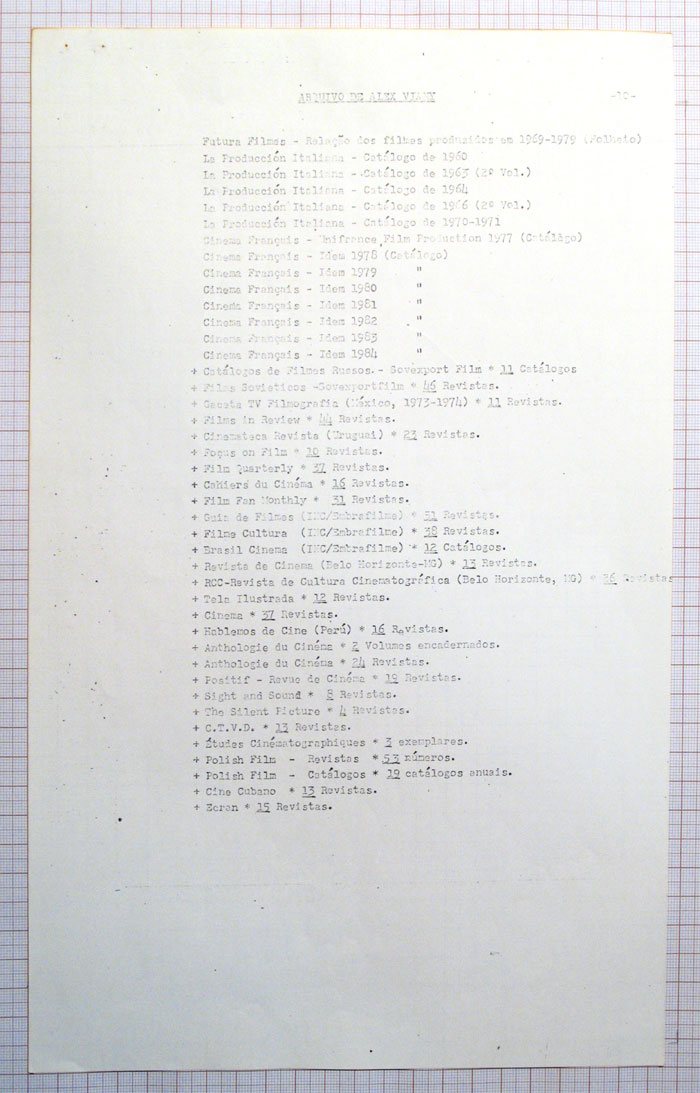 ARQUIVO DE ALEX VIANY -10-
Futura Filmes - Relação dos filmes produzidos em 1969-1979 (Folheto)
La Producción Italiana - Catálogo de 1960
La Producción Italiana - Catálogo de 1963 (2º Vol.)
La Producción Italiana - Catálogo de 1964
La Producción Italiana - Catálogo de 1966 (2º Vol.)
La Producción Italiana - Catálogo de 1970-1971
Cinema Français - Unifrance Film Production 1977 (Catálogo)
Cinema Français - Idem 1978 (Catálogo)
Cinema Français - Idem 1979 "
Cinema Français - Idem 1980 "
Cinema Français - Idem 1981 "
Cinema Français - Idem 1982 "
Cinema Français - Idem 1983 "
Cinema Français - Idem 1984 "
+ Catálogos de Filmes Russos.- Sovexport Film * 11 Catálogos
+ Films Sovieticos -Sovexportfilm * 46 Revistas.
+ Gaceta TV Filmografia (México, 1973-1974) * 11 Revistas.
+ Films in Review * 44 Revistas.
+ Cinemateca Revista (Uruguai) * 23 Revistas.
+ Focus on Film * 10 Revistas.
+ Film Quarterly * 37 Revistas.
+ Cahiers du Cinéma * 16 Revistas.
+ Film Fan Monthly * 31 Revistas.
+ Guia de Filmes (INC/Embrafilme) * 51 Revistas.
+ Filme Cultura (INC/Embrafilme) * 38 Revistas.
+ Brasil Cinema (INC/Embrafilme) * 12 Catálogos.
+ Revista de Cinema (Belo Horizonte-MG) * 13 Revistas.
+ RCC-Revista de Cultura Cinematográfica (Belo Horizonte, MG) * 36 Revistas
+ Tela Ilustrada * 12 Revistas.
+ Cinema * 37 Revistas.
+ Hablemos de Cine (Perú) * 16 Revistas.
+ Anthologie du Cinéma * 2 Volumes encadernados.
+ Anthologie du Cinéma * 24 Revistas.
+ Positif - Revue de Cinéma * 19 Revistas.
+ Sight and Sound * 8 Revistas.
+ The Silent Picture * 4 Revistas.
+ C.T.V.D. * 13 Revistas.
+ Études Cinématographiques * 3 exemplares.
+ Polish Film - Revistas * 53 números.
+ Polish Film - Catálogos * 19 catálogos anuais.
+ Cine Cubano * 13 Revistas.
+ Ecran * 15 Revistas.